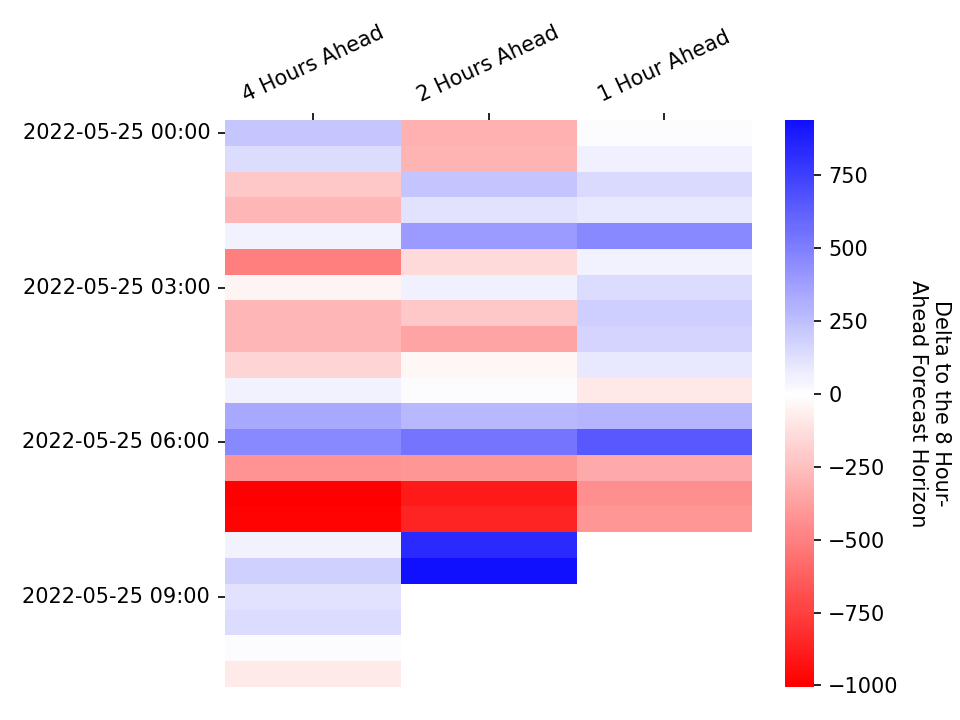 4 Hours Ahead
2 Hours Ahead
1 Hour Ahead
2022-05-25 00:00
2022-05-25 03:00
2022-05-25 06:00
2022-05-25 09:00
750
500
250
0
−250
−500
−750
−1000
Delta to the 8 Hour-
Ahead Forecast Horizon